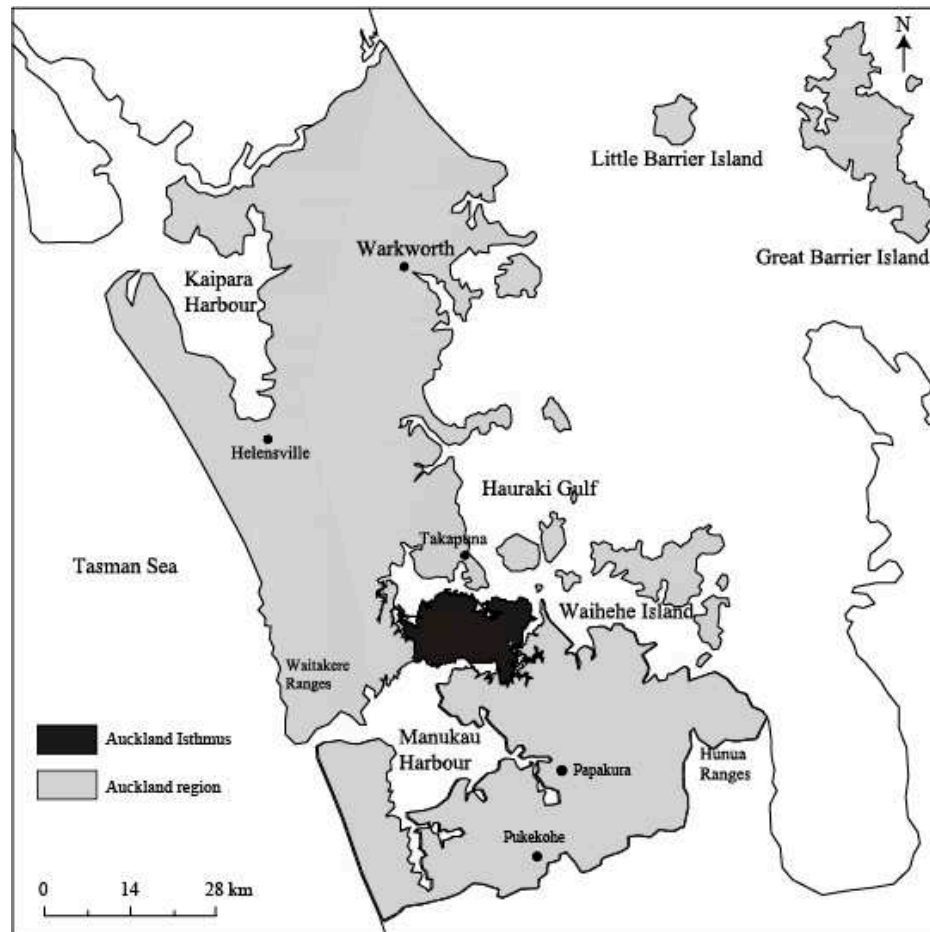 N
Little Barrier Island
Great Barrier Island
Warkworth
Kaipara
Harbour
Helensville
Hauraki Gulf
Takapuna
Tasman Sea
Waihehe Island
Waitakere
Ranges
Auckland Isthmus
Manukau
Harbour
Hunua
Ranges
Auckland region
Papakura
Pukekohe
0 14 28 km